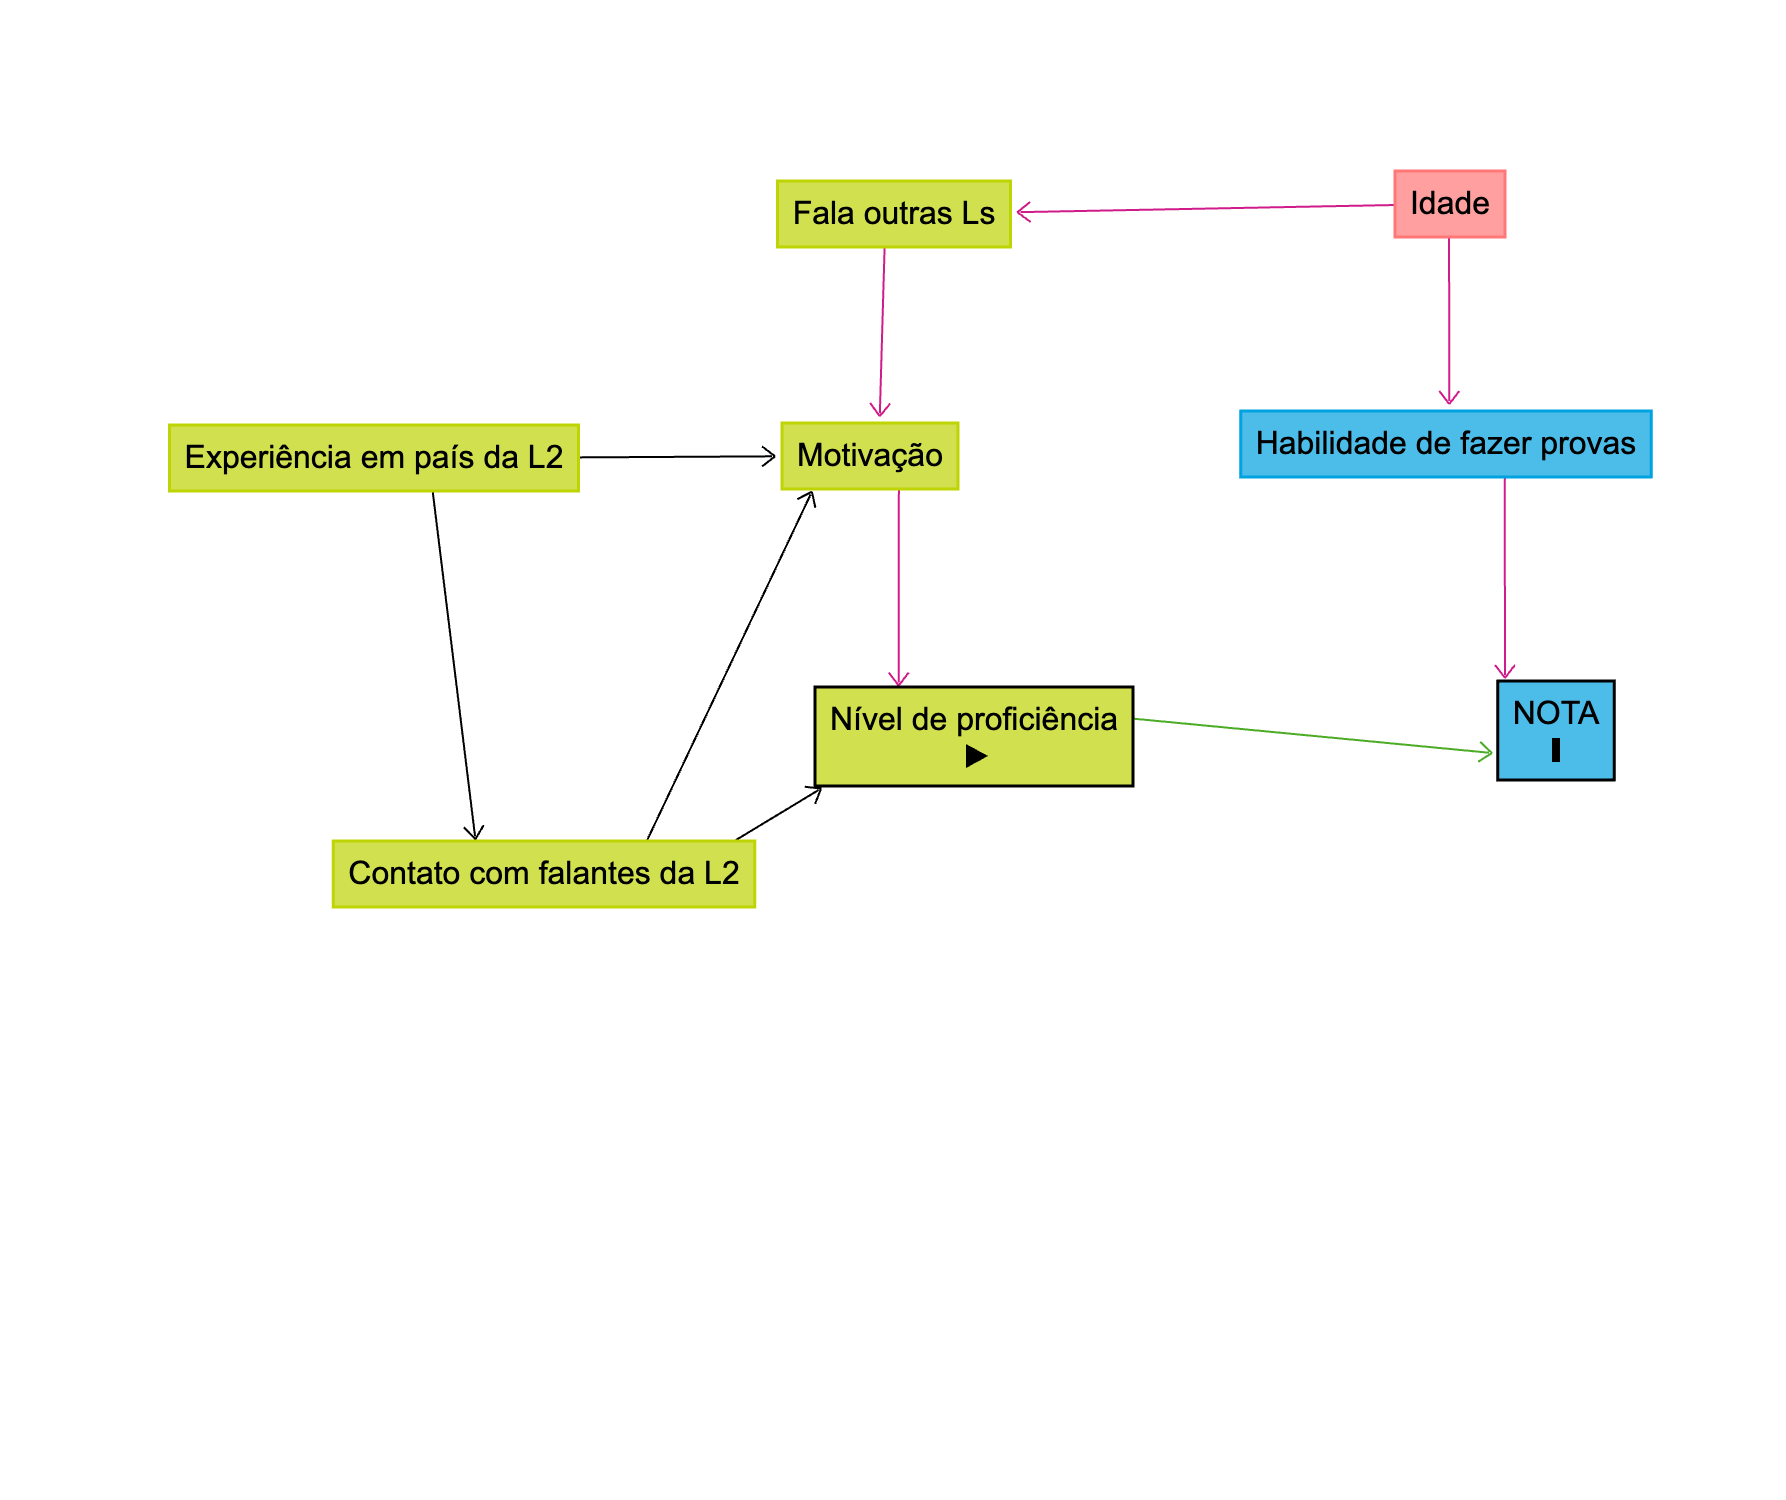 Fala outras Ls
Idade
Experiência em país da L2
Motivação
Habilidade de fazer provas
Nível de proficiência
NOTA
Contato com falantes da L2